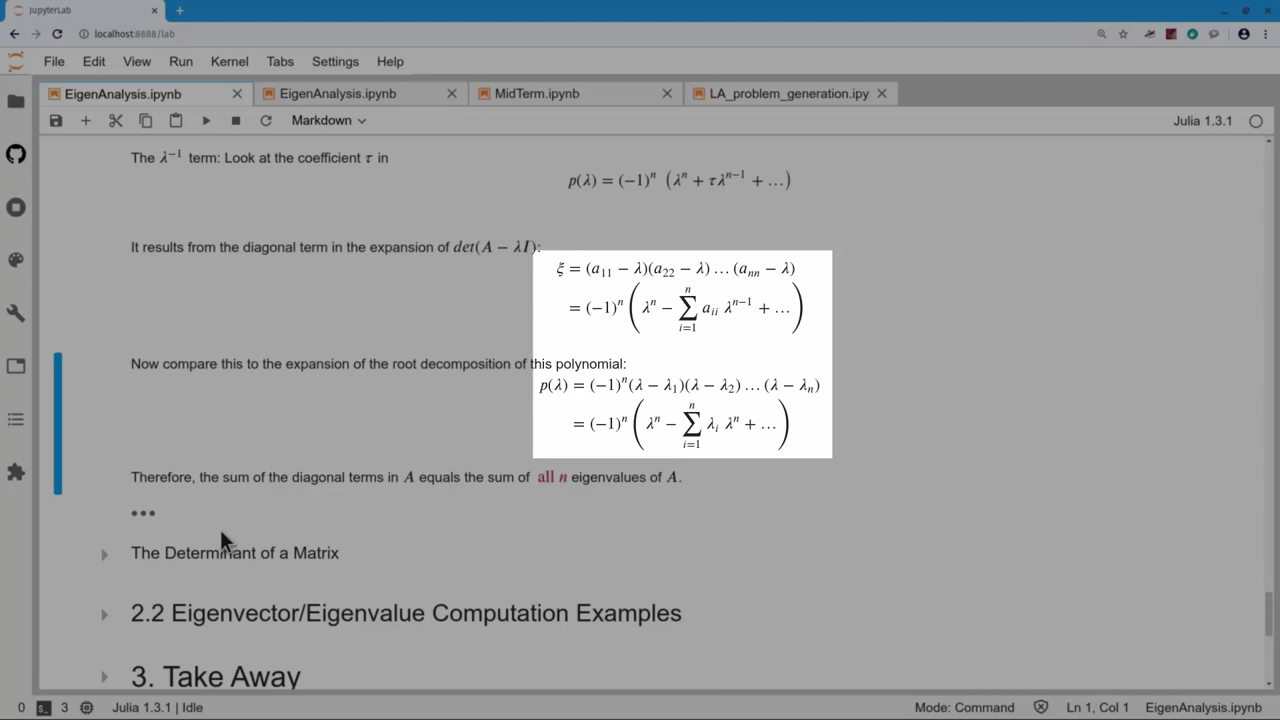 JupyterLab
localhost:8888/lab
File Edit View Run Kernel Tabs Settings Help
EigenAnalysis.ipynb EigenAnalysis.ipynb MidTerm.ipynb LA_problem_generation.ipy
Markdown Julia 1.3.1
The λ⁻¹ term: Look at the coefficient τ in
p(λ) = (−1)ⁿ (λⁿ + τλⁿ⁻¹ + …)
It results from the diagonal term in the expansion of det(A − λI):
ξ = (a₁₁ − λ)(a₂₂ − λ) … (aₙₙ − λ)
= (−1)ⁿ (λⁿ − ∑ᵢ₌₁ⁿ aᵢᵢ λⁿ⁻¹ + …)
Now compare this to the expansion of the root decomposition of this polynomial:
p(λ) = (−1)ⁿ(λ − λ₁)(λ − λ₂) … (λ − λₙ)
= (−1)ⁿ (λⁿ − ∑ᵢ₌₁ⁿ λᵢ λⁿ + …)
Therefore, the sum of the diagonal terms in A equals the sum of all n eigenvalues of A.
The Determinant of a Matrix
2.2 Eigenvector/Eigenvalue Computation Examples
3. Take Away
0 3 Julia 1.3.1 | Idle Mode: Command Ln 1, Col 1 EigenAnalysis.ipynb